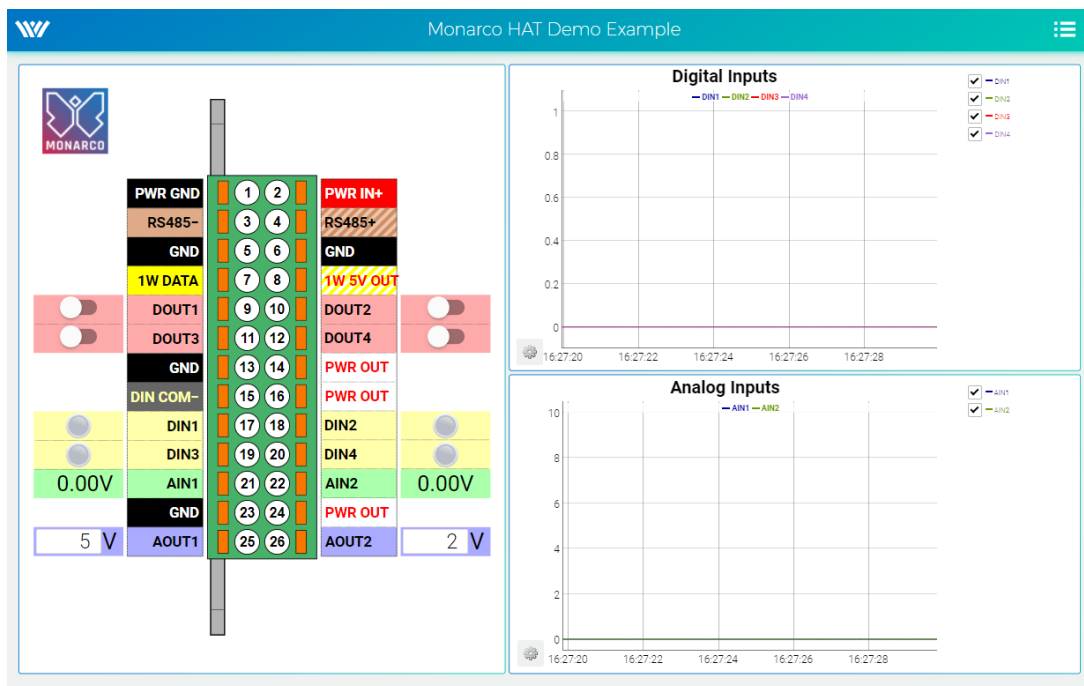 Monarco HAT Demo Example
MONARCO
PWR GND 1 2 PWR IN+
RS485− 3 4 RS485+
GND 5 6 GND
1W DATA 7 8 1W 5V OUT
DOUT1 9 10 DOUT2
DOUT3 11 12 DOUT4
GND 13 14 PWR OUT
DIN COM− 15 16 PWR OUT
DIN1 17 18 DIN2
DIN3 19 20 DIN4
0.00V AIN1 21 22 AIN2 0.00V
GND 23 24 PWR OUT
5 V AOUT1 25 26 AOUT2 2 V
Digital Inputs
DIN1 DIN2 DIN3 DIN4
DIN1
DIN2
DIN3
DIN4
1
0.8
0.6
0.4
0.2
0
16:27:20 16:27:22 16:27:24 16:27:26 16:27:28
Analog Inputs
AIN1 AIN2
AIN1
AIN2
10
8
6
4
2
0
16:27:20 16:27:22 16:27:24 16:27:26 16:27:28